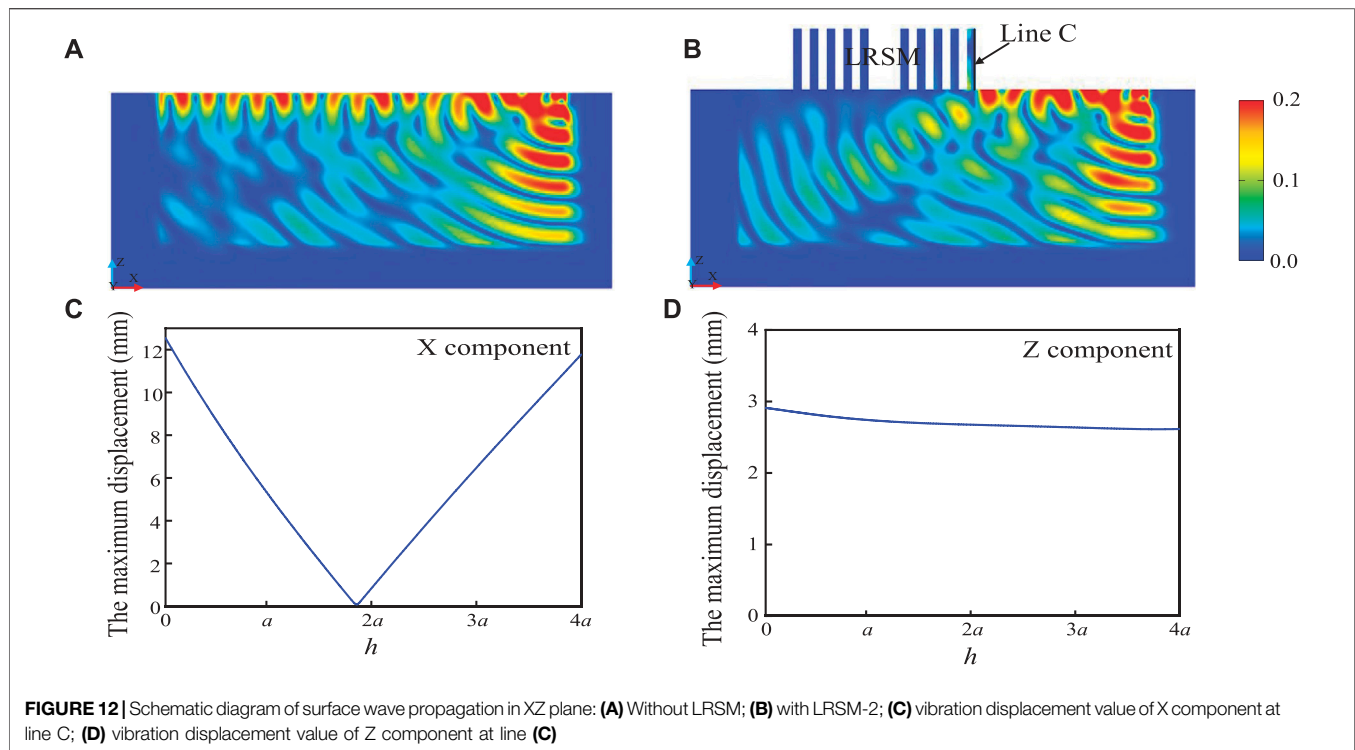 A
B
LRSM
Line C
0.2
0.1
0.0
Z
Y
X
Z
Y
X
C
The maximum displacement (mm)
12
10
8
6
4
2
0
X component
0
a
2a
3a
4a
h
D
The maximum displacement (mm)
4
3
2
1
0
Z component
0
a
2a
3a
4a
h
FIGURE 12 | Schematic diagram of surface wave propagation in XZ plane: (A) Without LRSM; (B) with LRSM-2; (C) vibration displacement value of X component at
line C; (D) vibration displacement value of Z component at line (C)